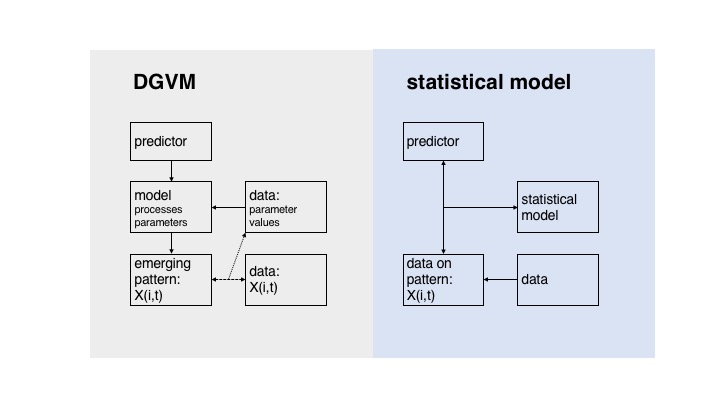 DGVM
predictor
model
processes
parameters
data:
parameter
values
emerging
pattern:
X(i,t)
data:
X(i,t)
statistical model
predictor
statistical
model
data on
pattern:
X(i,t)
data